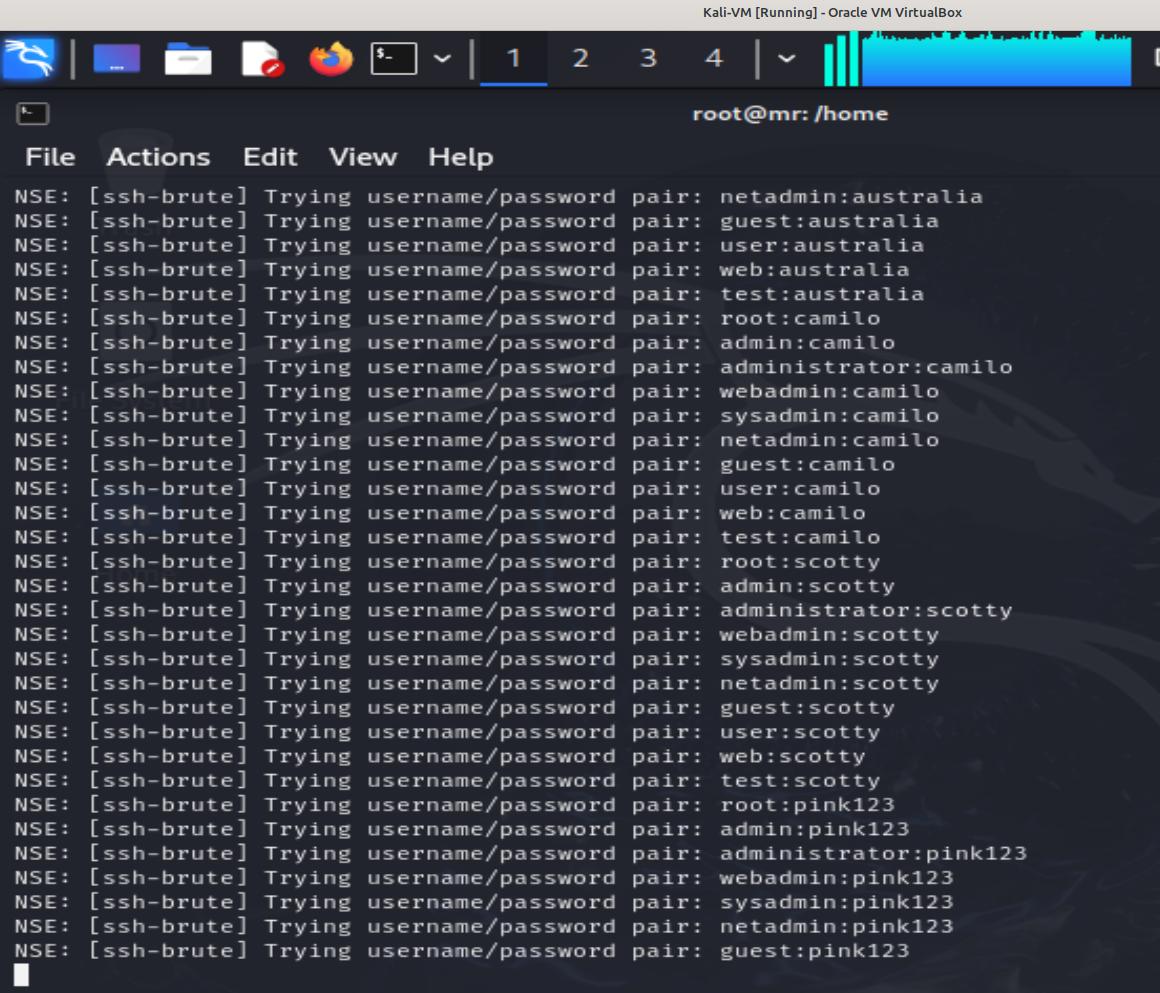 Kali-VM [Running] - Oracle VM VirtualBox
1 2 3 4
root@mr: /home
File Actions Edit View Help
NSE: [ssh-brute] Trying username/password pair: netadmin:australia
NSE: [ssh-brute] Trying username/password pair: guest:australia
NSE: [ssh-brute] Trying username/password pair: user:australia
NSE: [ssh-brute] Trying username/password pair: web:australia
NSE: [ssh-brute] Trying username/password pair: test:australia
NSE: [ssh-brute] Trying username/password pair: root:camilo
NSE: [ssh-brute] Trying username/password pair: admin:camilo
NSE: [ssh-brute] Trying username/password pair: administrator:camilo
NSE: [ssh-brute] Trying username/password pair: webadmin:camilo
NSE: [ssh-brute] Trying username/password pair: sysadmin:camilo
NSE: [ssh-brute] Trying username/password pair: netadmin:camilo
NSE: [ssh-brute] Trying username/password pair: guest:camilo
NSE: [ssh-brute] Trying username/password pair: user:camilo
NSE: [ssh-brute] Trying username/password pair: web:camilo
NSE: [ssh-brute] Trying username/password pair: test:camilo
NSE: [ssh-brute] Trying username/password pair: root:scotty
NSE: [ssh-brute] Trying username/password pair: admin:scotty
NSE: [ssh-brute] Trying username/password pair: administrator:scotty
NSE: [ssh-brute] Trying username/password pair: webadmin:scotty
NSE: [ssh-brute] Trying username/password pair: sysadmin:scotty
NSE: [ssh-brute] Trying username/password pair: netadmin:scotty
NSE: [ssh-brute] Trying username/password pair: guest:scotty
NSE: [ssh-brute] Trying username/password pair: user:scotty
NSE: [ssh-brute] Trying username/password pair: web:scotty
NSE: [ssh-brute] Trying username/password pair: test:scotty
NSE: [ssh-brute] Trying username/password pair: root:pink123
NSE: [ssh-brute] Trying username/password pair: admin:pink123
NSE: [ssh-brute] Trying username/password pair: administrator:pink123
NSE: [ssh-brute] Trying username/password pair: webadmin:pink123
NSE: [ssh-brute] Trying username/password pair: sysadmin:pink123
NSE: [ssh-brute] Trying username/password pair: netadmin:pink123
NSE: [ssh-brute] Trying username/password pair: guest:pink123